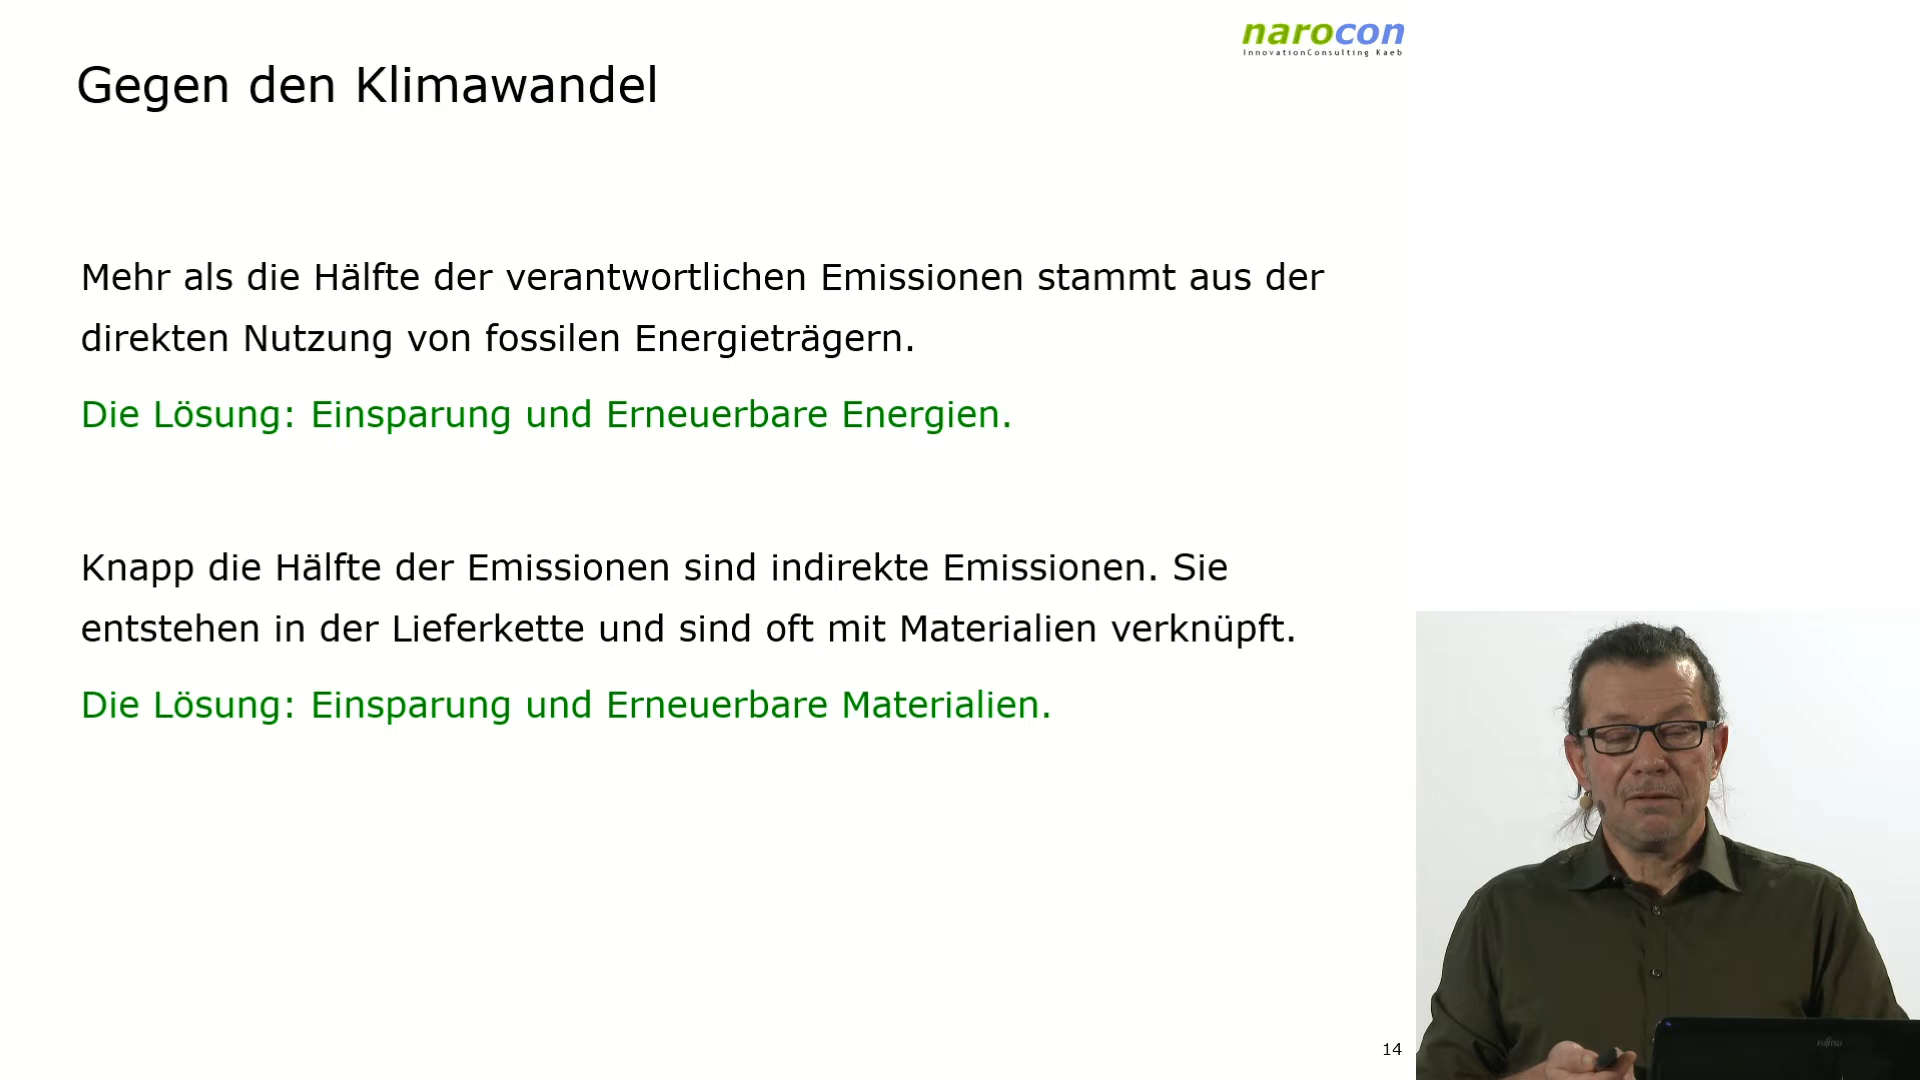 narocon
InnovationConsulting Kaeb
Gegen den Klimawandel
Mehr als die Hälfte der verantwortlichen Emissionen stammt aus der
direkten Nutzung von fossilen Energieträgern.
Die Lösung: Einsparung und Erneuerbare Energien.
Knapp die Hälfte der Emissionen sind indirekte Emissionen. Sie
entstehen in der Lieferkette und sind oft mit Materialien verknüpft.
Die Lösung: Einsparung und Erneuerbare Materialien.
FUJITSU
14